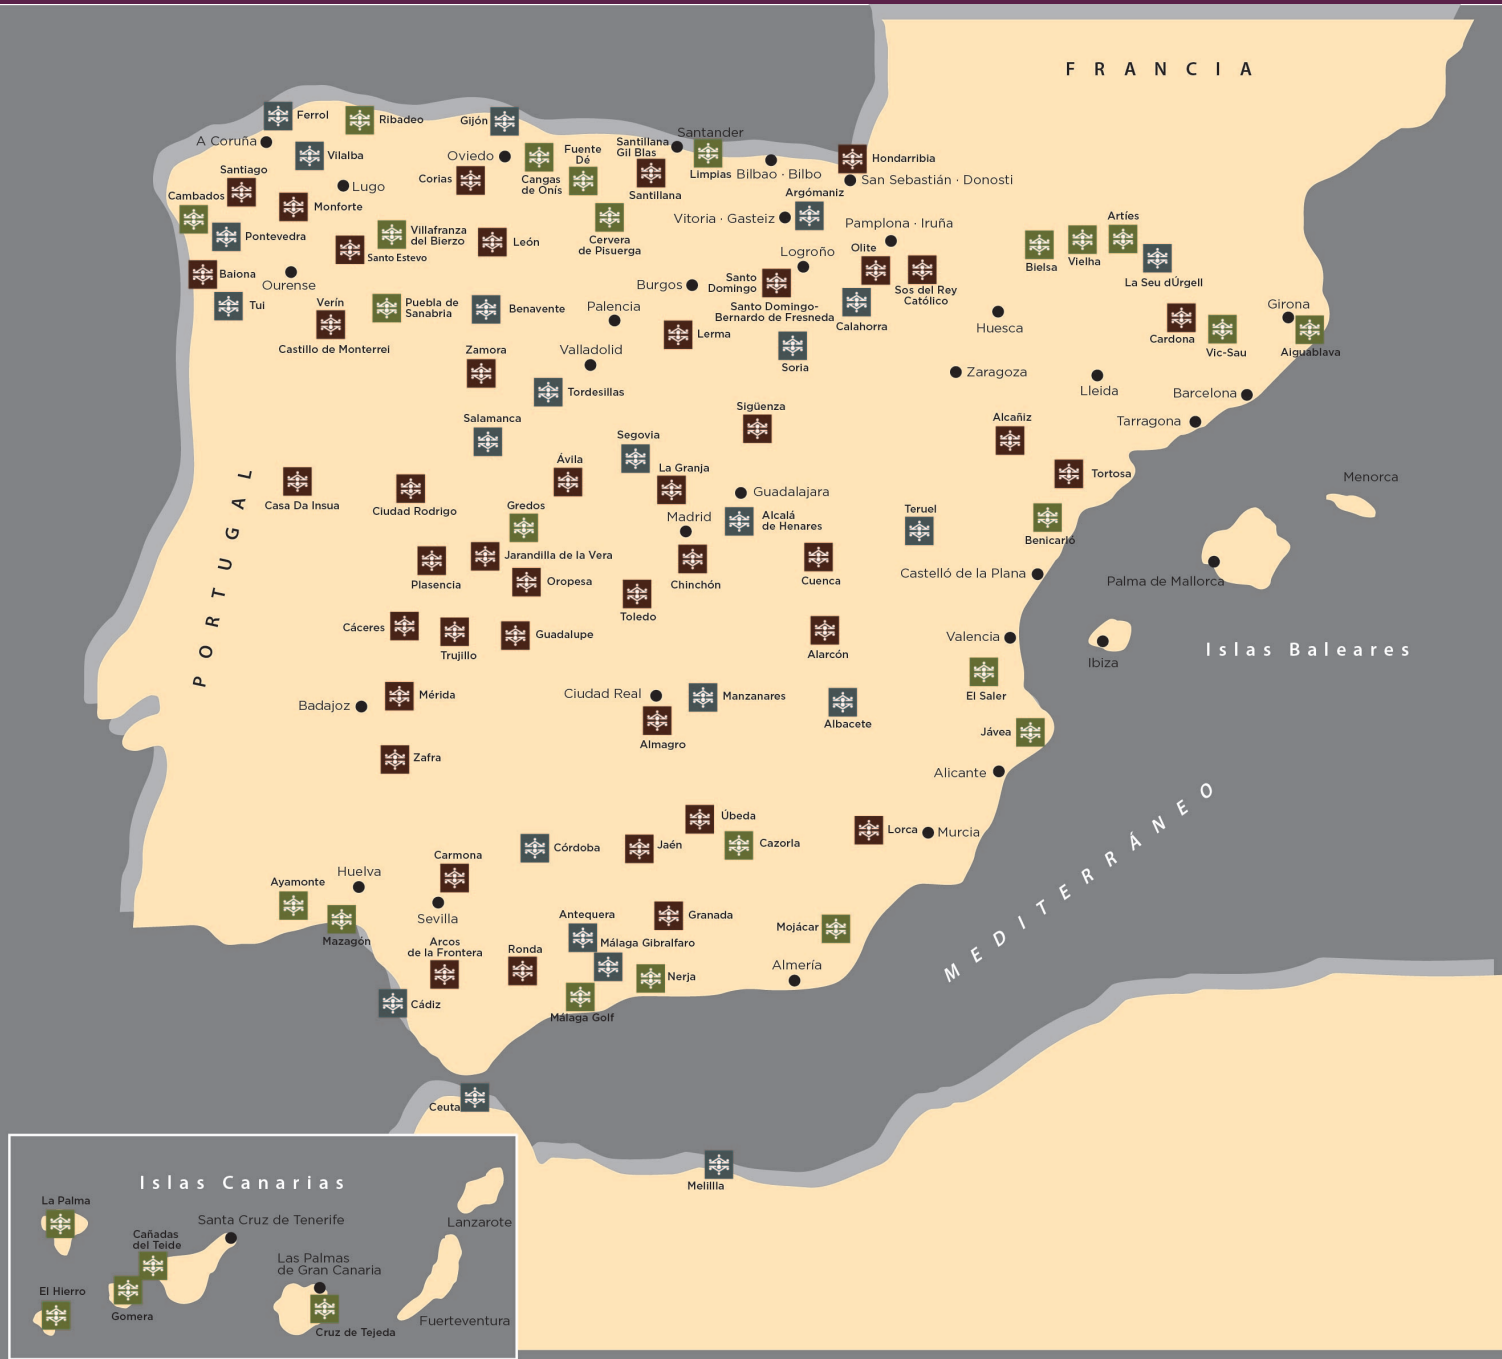 FRANCIA
Ferrol
Ribadeo
Gijón
A Coruña
Vilalba
Oviedo
Fuente
Dé
Santillana
Gil Blas
Santander
Hondarribia
Santiago
Lugo
Corias
Cangas
de Onís
Santillana
Limpias
Bilbao · Bilbo
San Sebastián · Donosti
Cambados
Monforte
Argómaniz
Pontevedra
Villafranza
del Bierzo
León
Cervera
de Pisuerga
Vitoria · Gasteiz
Pamplona · Iruña
Artíes
Santo Estevo
Logroño
Olite
Bielsa
Vielha
La Seu dÚrgell
Baiona
Ourense
Burgos
Santo
Domingo
Sos del Rey
Católico
Tui
Verín
Puebla de
Sanabria
Benavente
Palencia
Santo Domingo-
Bernardo de Fresneda
Calahorra
Huesca
Girona
Castillo de Monterrei
Lerma
Cardona
Vic-Sau
Aiguablava
Zamora
Valladolid
Soria
Zaragoza
Lleida
Tordesillas
Barcelona
Salamanca
Sigüenza
Alcañiz
Tarragona
Segovia
Ávila
La Granja
Tortosa
Menorca
PORTUGAL
Casa Da Insua
Ciudad Rodrigo
Gredos
Guadalajara
Madrid
Alcalá
de Henares
Teruel
Benicarló
Jarandilla de la Vera
Plasencia
Oropesa
Chinchón
Cuenca
Castelló de la Plana
Palma de Mallorca
Toledo
Cáceres
Trujillo
Guadalupe
Alarcón
Valencia
Ibiza
Islas Baleares
Mérida
Badajoz
Ciudad Real
Manzanares
Albacete
El Saler
Almagro
Jávea
Zafra
Alicante
MEDITERRÁNEO
Úbeda
Lorca
Murcia
Córdoba
Jaén
Cazorla
Carmona
Huelva
Ayamonte
Sevilla
Antequera
Granada
Mojácar
Mazagón
Arcos
de la Frontera
Ronda
Málaga Gibralfaro
Nerja
Almería
Cádiz
Málaga Golf
Ceuta
Melillla
Islas Canarias
La Palma
Santa Cruz de Tenerife
Lanzarote
Cañadas
del Teide
Las Palmas
de Gran Canaria
El Hierro
Gomera
Cruz de Tejeda
Fuerteventura